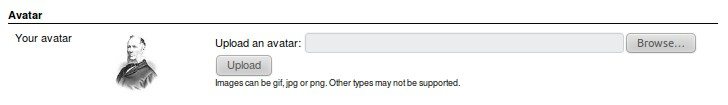 Avatar
Your avatar
Upload an avatar:
Browse...
Upload
Images can be gif, jpg or png. Other types may not be supported.